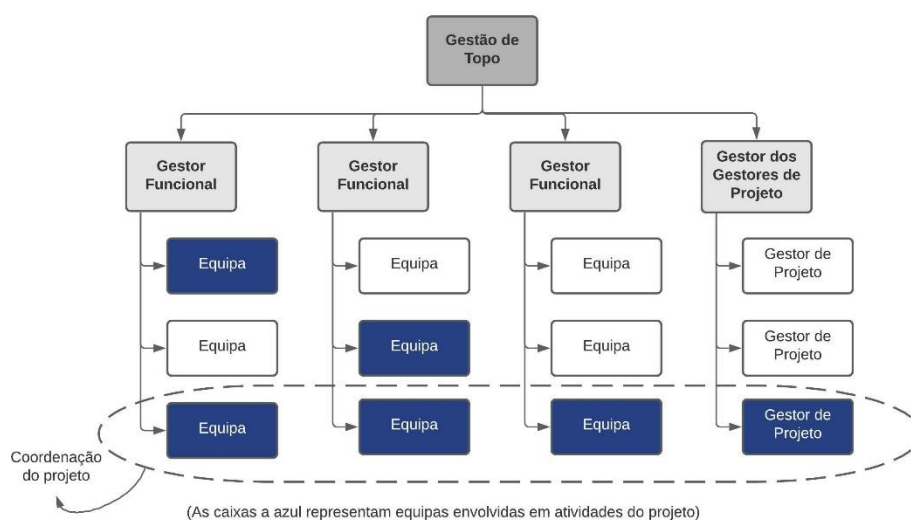 Gestão de
Topo
Gestor
Funcional
Gestor
Funcional
Gestor
Funcional
Gestor dos
Gestores de
Projeto
Equipa
Equipa
Equipa
Gestor de
Projeto
Equipa
Equipa
Equipa
Gestor de
Projeto
Equipa
Equipa
Equipa
Gestor de
Projeto
Coordenação
do projeto
(As caixas a azul representam equipas envolvidas em atividades do projeto)